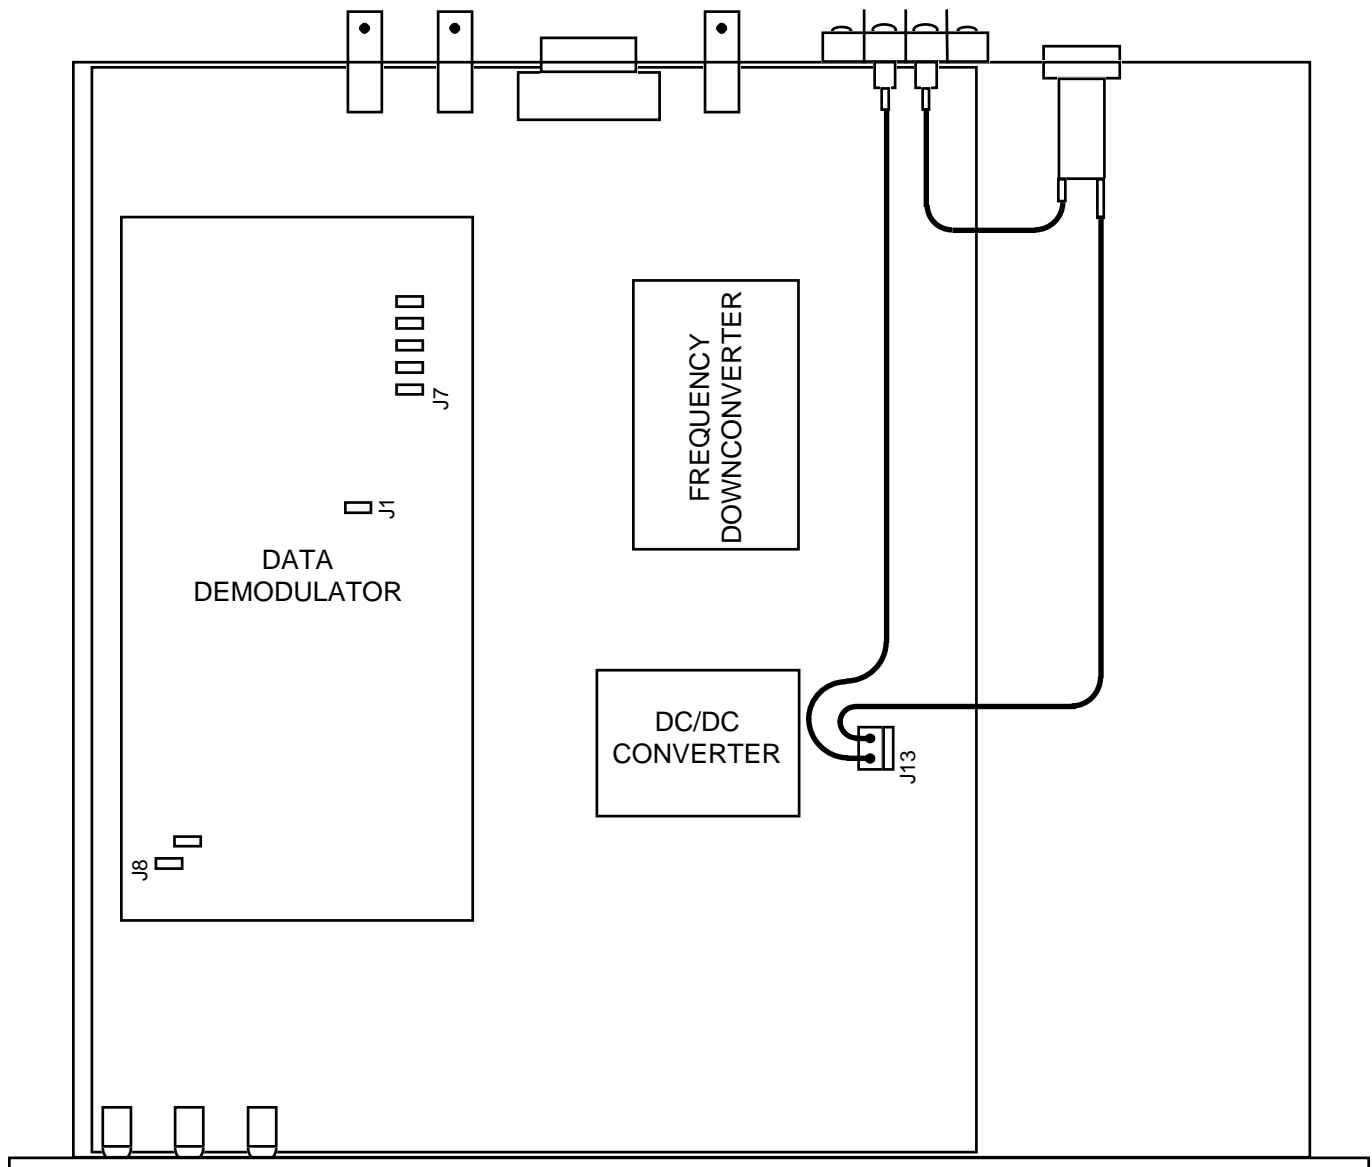 FREQUENCY
DOWNCONVERTER
J7
J1
DATA
DEMODULATOR
DC/DC
CONVERTER
J13
J8